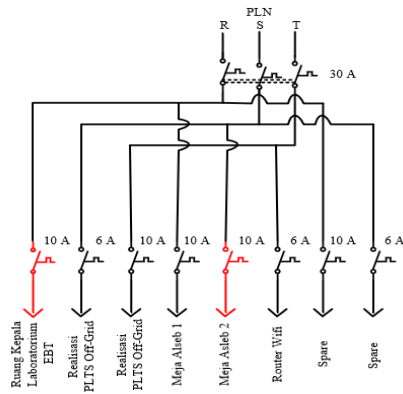 PLN
R S T
30 A
10 A 6 A 10 A 10 A 10 A 6 A 10 A 6 A
Ruang Kepala
Laboratorium
EBT
Realisasi
PLTS Off-Grid
Realisasi
PLTS Off-Grid
Meja Alseb 1
Meja Asleb 2
Router Wifi
Spare
Spare